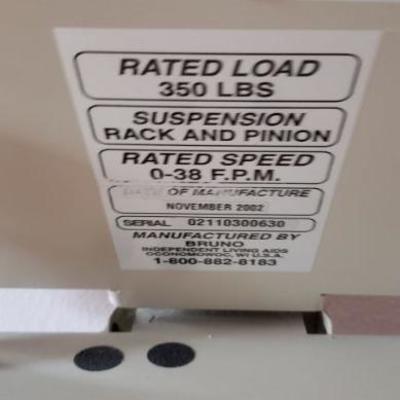 RATED LOAD
350 LBS
SUSPENSION
RACK AND PINION
RATED SPEED
0-38 F.P.M.
DATE OF MANUFACTURE
NOVEMBER 2002
SERIAL 02110300630
MANUFACTURED BY
BRUNO
INDEPENDENT LIVING AIDS
OCONOMOWOC, WI U.S.A.
1-800-882-8183